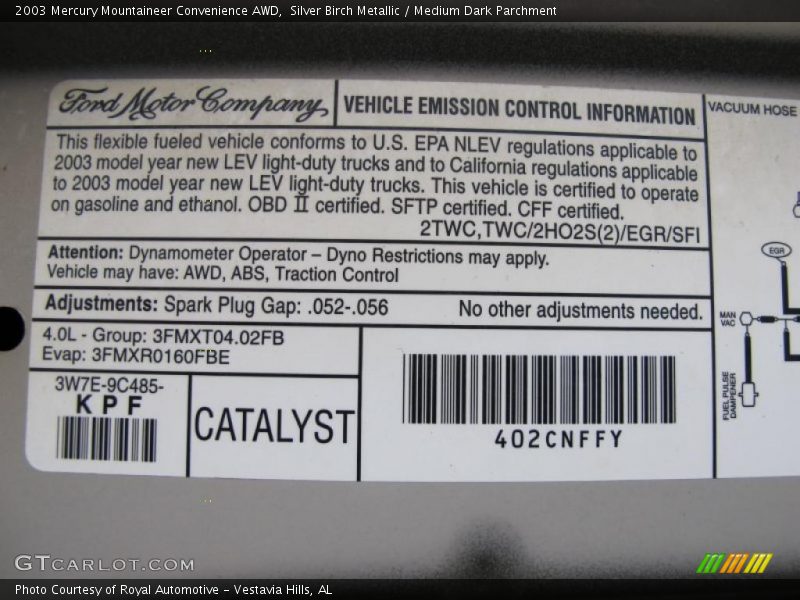 2003 Mercury Mountaineer Convenience AWD,  Silver Birch Metallic / Medium Dark Parchment
Ford Motor Company
VEHICLE EMISSION CONTROL INFORMATION
VACUUM HOSE
This flexible fueled vehicle conforms to U.S. EPA NLEV regulations applicable to
2003 model year new LEV light-duty trucks and to California regulations applicable
to 2003 model year new LEV light-duty trucks. This vehicle is certified to operate
on gasoline and ethanol. OBD II certified. SFTP certified. CFF certified.
2TWC,TWC/2HO2S(2)/EGR/SFI
Attention: Dynamometer Operator – Dyno Restrictions may apply.
Vehicle may have: AWD, ABS, Traction Control
Adjustments: Spark Plug Gap: .052-.056
No other adjustments needed.
4.0L - Group: 3FMXT04.02FB
Evap: 3FMXR0160FBE
3W7E-9C485-
KPF
CATALYST
402CNFFY
EGR
MAN
VAC
FUEL PULSE
DAMPENER
GTCARLOT.COM
Photo Courtesy of Royal Automotive – Vestavia Hills, AL